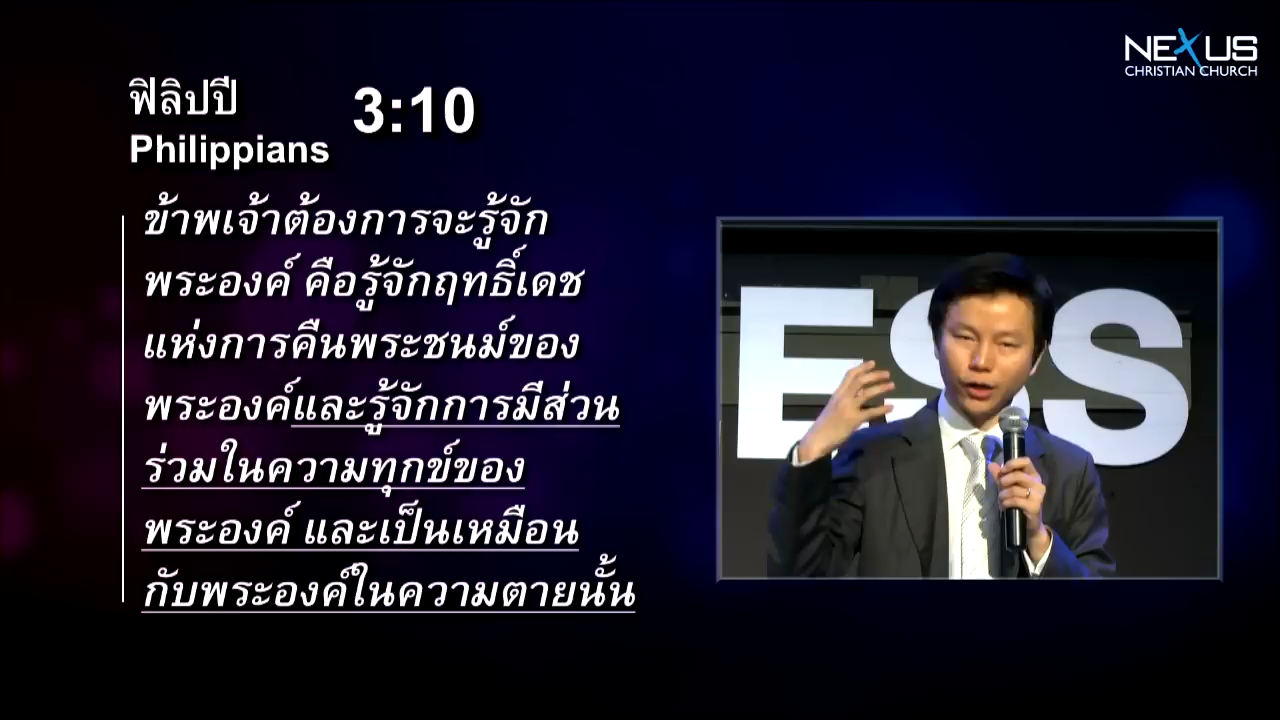 NEXUS
CHRISTIAN CHURCH
ฟิลิปปี
Philippians
3:10
ข้าพเจ้าต้องการจะรู้จัก
พระองค์ คือรู้จักฤทธิ์เดช
แห่งการคืนพระชนม์ของ
พระองค์และรู้จักการมีส่วน
ร่วมในความทุกข์ของ
พระองค์ และเป็นเหมือน
กับพระองค์ในความตายนั้น
ESS